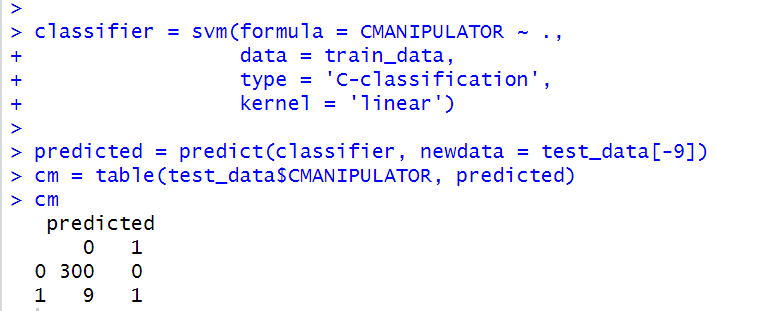 >
> classifier = svm(formula = CMANIPULATOR ~ .,
+                  data = train_data,
+                  type = 'C-classification',
+                  kernel = 'linear')
>
> predicted = predict(classifier, newdata = test_data[-9])
> cm = table(test_data$CMANIPULATOR, predicted)
> cm
   predicted
      0   1
  0 300   0
  1   9   1